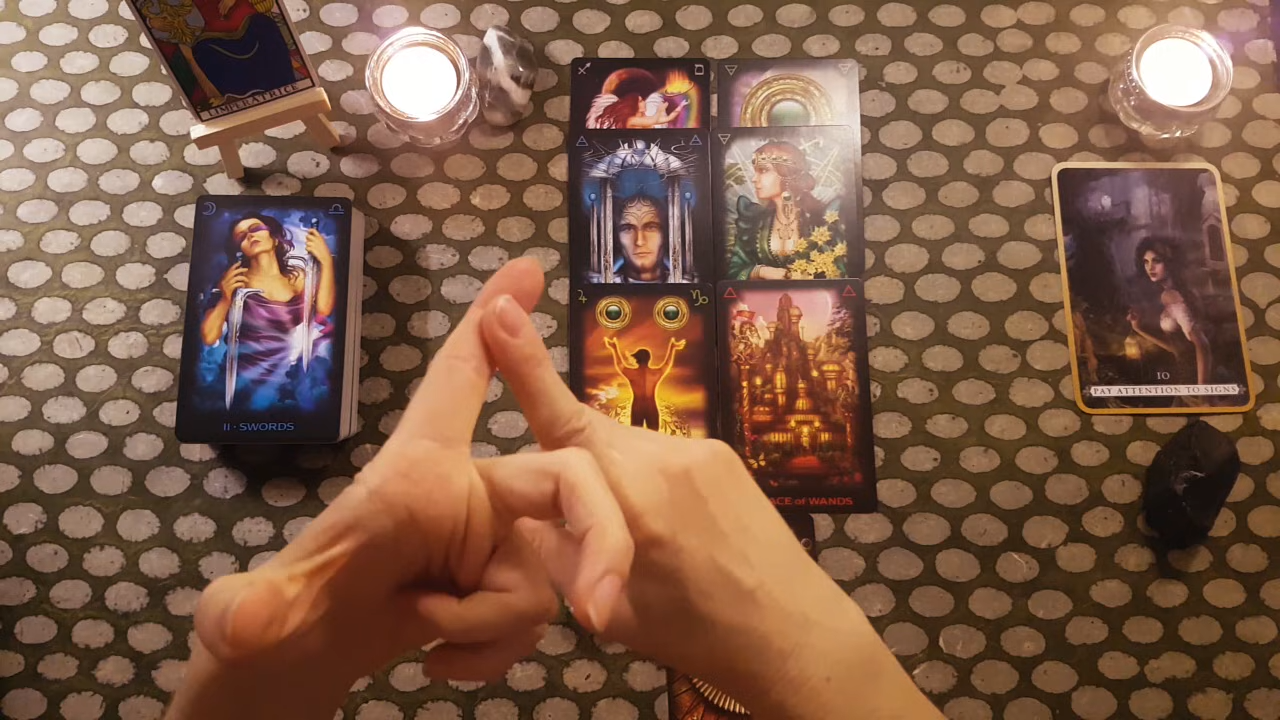 L'IMPERATRICE
II • SWORDS
ACE of WANDS
10
PAY ATTENTION TO SIGNS